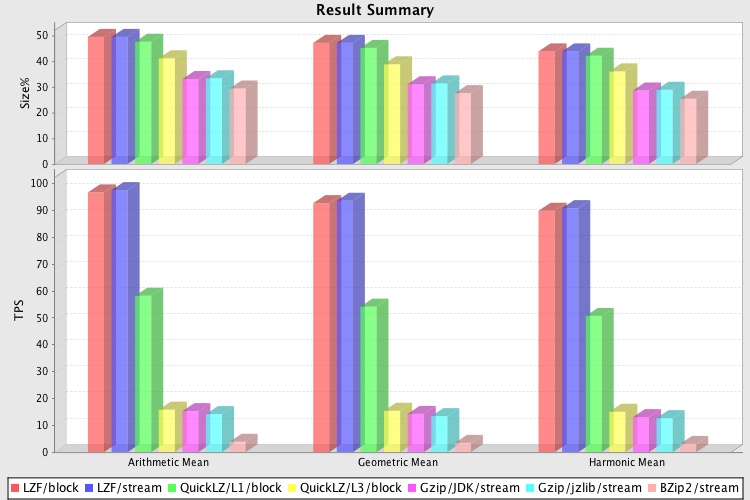 Result Summary
50
40
30
20
10
0
Size%
100
90
80
70
60
50
40
30
20
10
0
TPS
Arithmetic Mean
Geometric Mean
Harmonic Mean
LZF/block LZF/stream QuickLZ/L1/block QuickLZ/L3/block Gzip/JDK/stream Gzip/jzlib/stream BZip2/stream